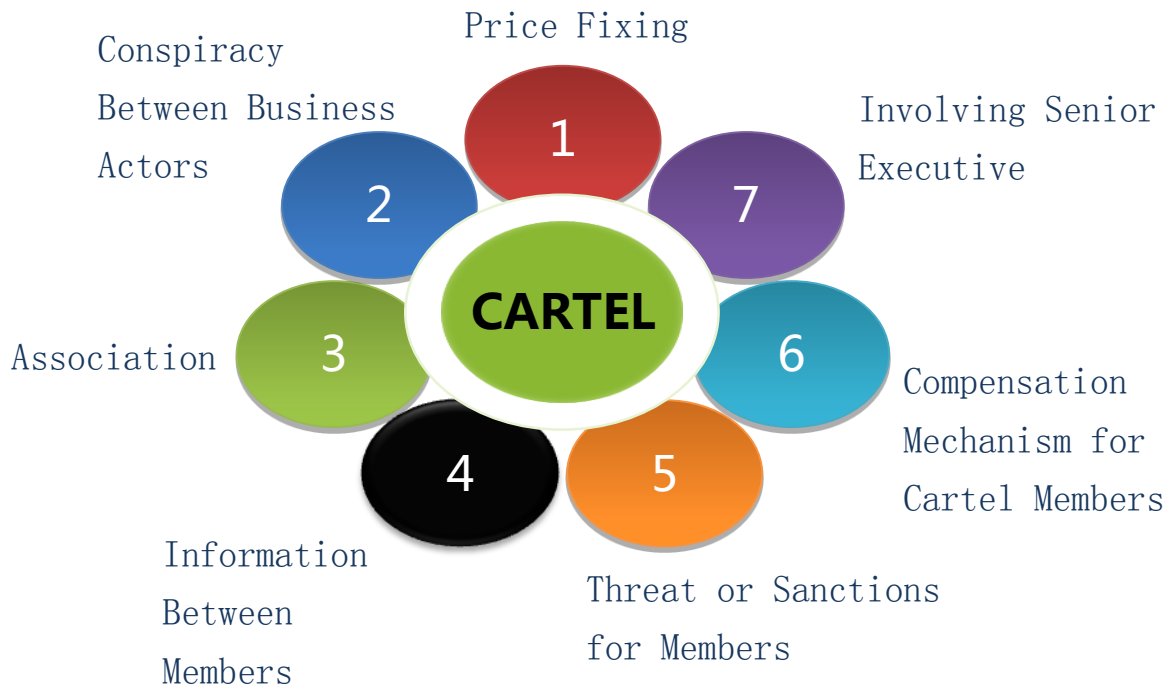 Price Fixing
1
Conspiracy
Between Business
Actors
2
Association
3
Information
Between
Members
4
Threat or Sanctions
for Members
5
Compensation
Mechanism for
Cartel Members
6
Involving Senior
Executive
7
CARTEL